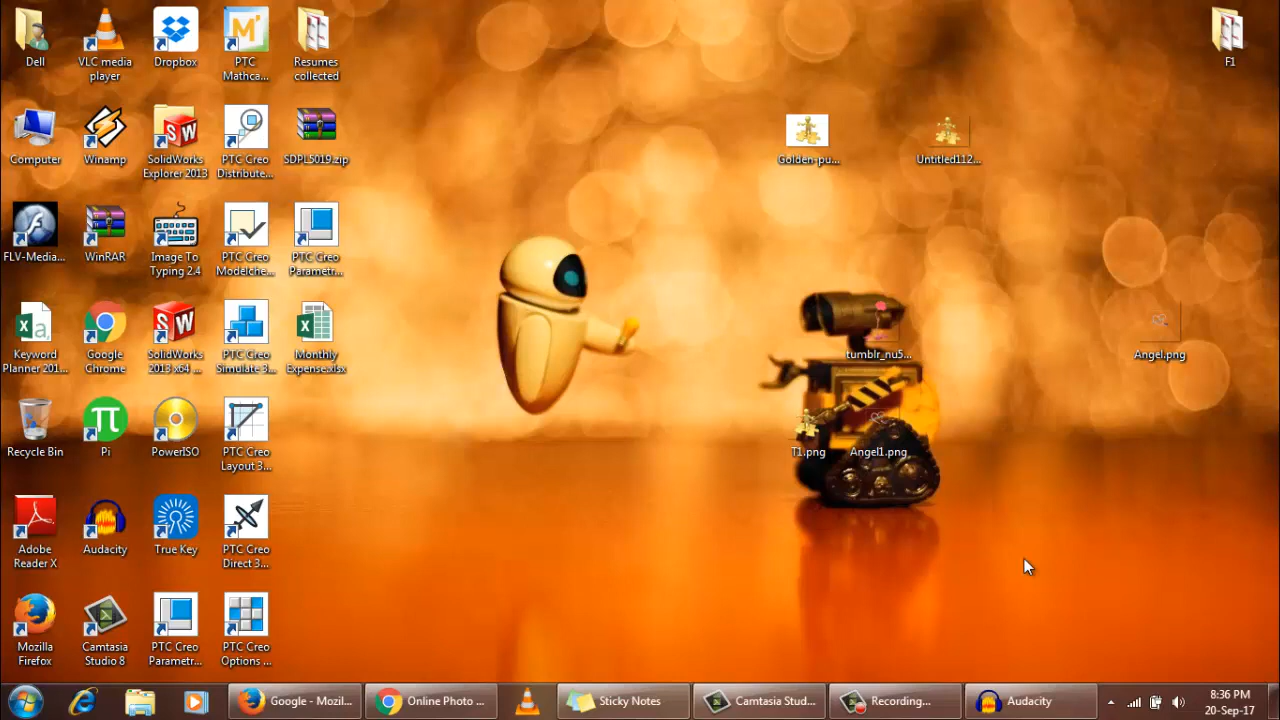 Dell
VLC media
player
Dropbox
PTC
Mathca...
Resumes
collected
F1
Computer
Winamp
SolidWorks
Explorer 2013
PTC Creo
Distribute...
SDPL5019.zip
Golden-pu...
Untitled112...
FLV-Media...
WinRAR
Image To
Typing 2.4
PTC Creo
Modelche...
PTC Creo
Parametr...
Keyword
Planner 201...
Google
Chrome
SolidWorks
2013 x64 ...
PTC Creo
Simulate 3...
Monthly
Expense.xlsx
tumblr_nu5...
Angel.png
Recycle Bin
Pi
PowerISO
PTC Creo
Layout 3...
T1.png
Angel1.png
Adobe
Reader X
Audacity
True Key
PTC Creo
Direct 3...
Mozilla
Firefox
Camtasia
Studio 8
PTC Creo
Parametr...
PTC Creo
Options ...
Google - Mozil...
Online Photo ...
Sticky Notes
Camtasia Stud...
Recording...
Audacity
8:36 PM
20-Sep-17